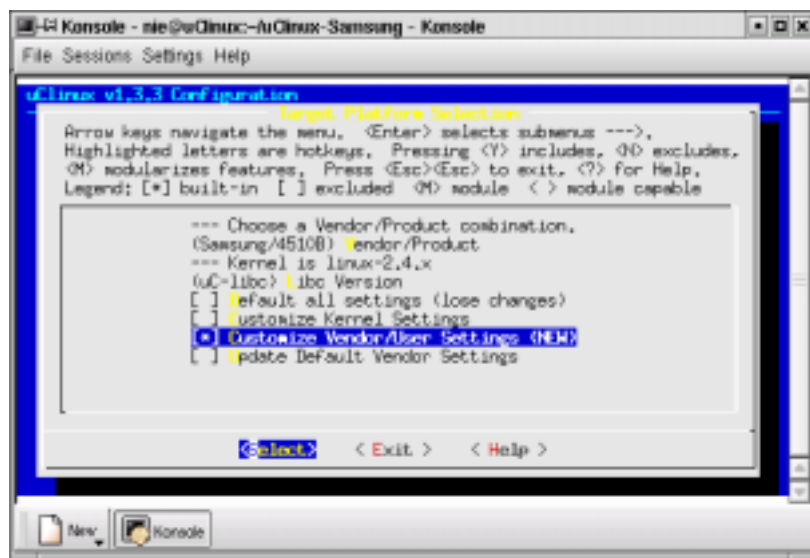 Konsole - nie@uClinux:~/uClinux-Samsung - Konsole
File Sessions Settings Help
uClinux v1.3.3 Configuration
Target Platform Selection
Arrow keys navigate the menu. <Enter> selects submenus --->.
Highlighted letters are hotkeys. Pressing <Y> includes, <N> excludes,
<M> modularizes features. Press <Esc><Esc> to exit, <?> for Help.
Legend: [*] built-in [ ] excluded <M> module < > module capable
--- Choose a Vendor/Product combination.
(Samsung/4510B) Vendor/Product
--- Kernel is linux-2.4.x
(uC-libc) Libc Version
[ ] Default all settings (lose changes)
[ ] Customize Kernel Settings
[*] Customize Vendor/User Settings (NEW)
[ ] Update Default Vendor Settings
<Select> < Exit > < Help >
New Konsole